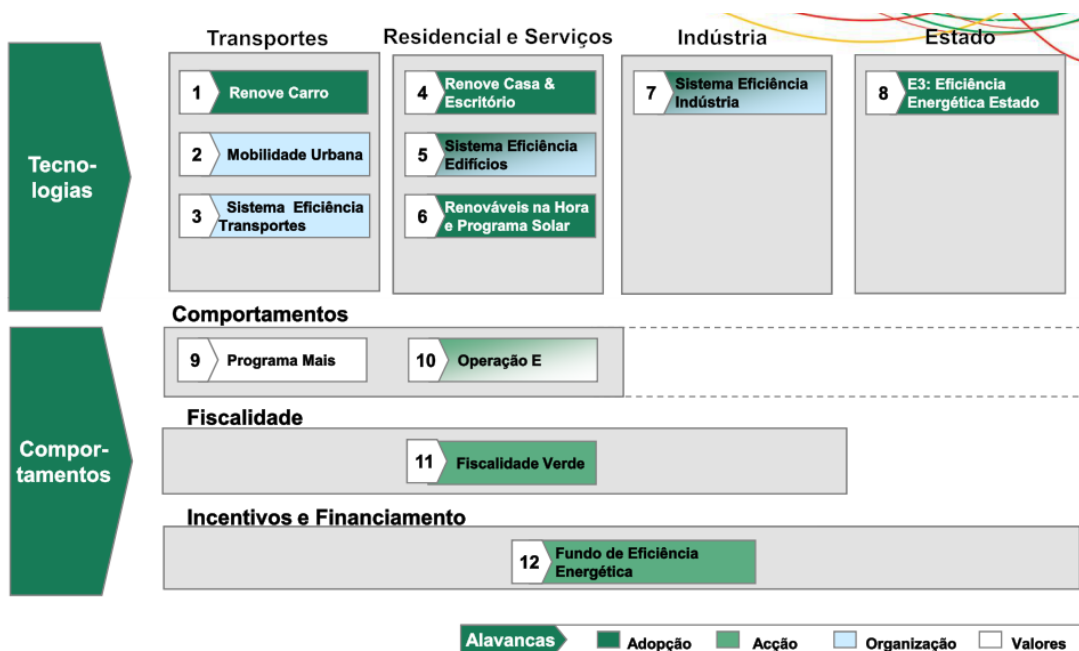 Transportes
Residencial e Serviços
Indústria
Estado
Tecno-
logias
1
Renove Carro
2
Mobilidade Urbana
3
Sistema Eficiência
Transportes
4
Renove Casa &
Escritório
5
Sistema Eficiência
Edifícios
6
Renováveis na Hora
e Programa Solar
7
Sistema Eficiência
Indústria
8
E3: Eficiência
Energética Estado
Compor-
tamentos
Comportamentos
9
Programa Mais
10
Operação E
Fiscalidade
11
Fiscalidade Verde
Incentivos e Financiamento
12
Fundo de Eficiência
Energética
Alavancas
Adopção
Acção
Organização
Valores